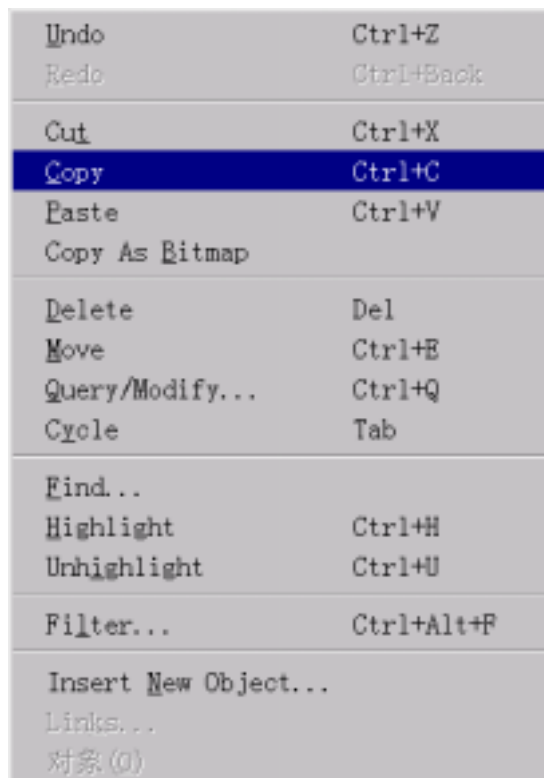 Undo Ctrl+Z
Redo Ctrl+Back
Cut Ctrl+X
Copy Ctrl+C
Paste Ctrl+V
Copy As Bitmap
Delete Del
Move Ctrl+E
Query/Modify... Ctrl+Q
Cycle Tab
Find...
Highlight Ctrl+H
Unhighlight Ctrl+U
Filter... Ctrl+Alt+F
Insert New Object...
Links...
对象(O)